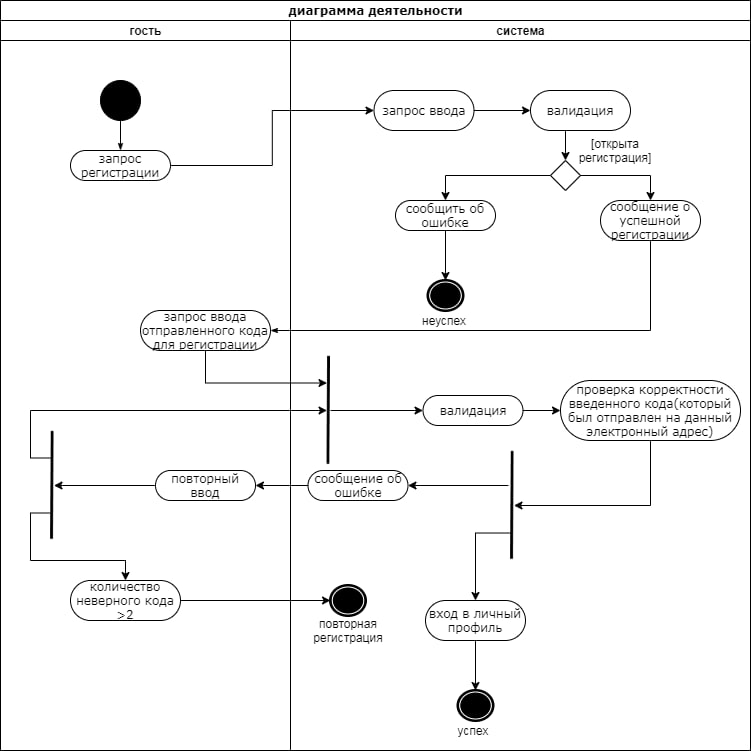 диаграмма деятельности
гость
система
запрос
регистрации
запрос ввода
валидация
[открыта
регистрация]
сообщить об
ошибке
сообщение о
успешной
регистрации
неуспех
запрос ввода
отправленного кода
для регистрации
валидация
проверка корректности
введенного кода(который
был отправлен на данный
электронный адрес)
повторный
ввод
сообщение об
ошибке
количество
неверного кода
>2
повторная
регистрация
вход в личный
профиль
успех